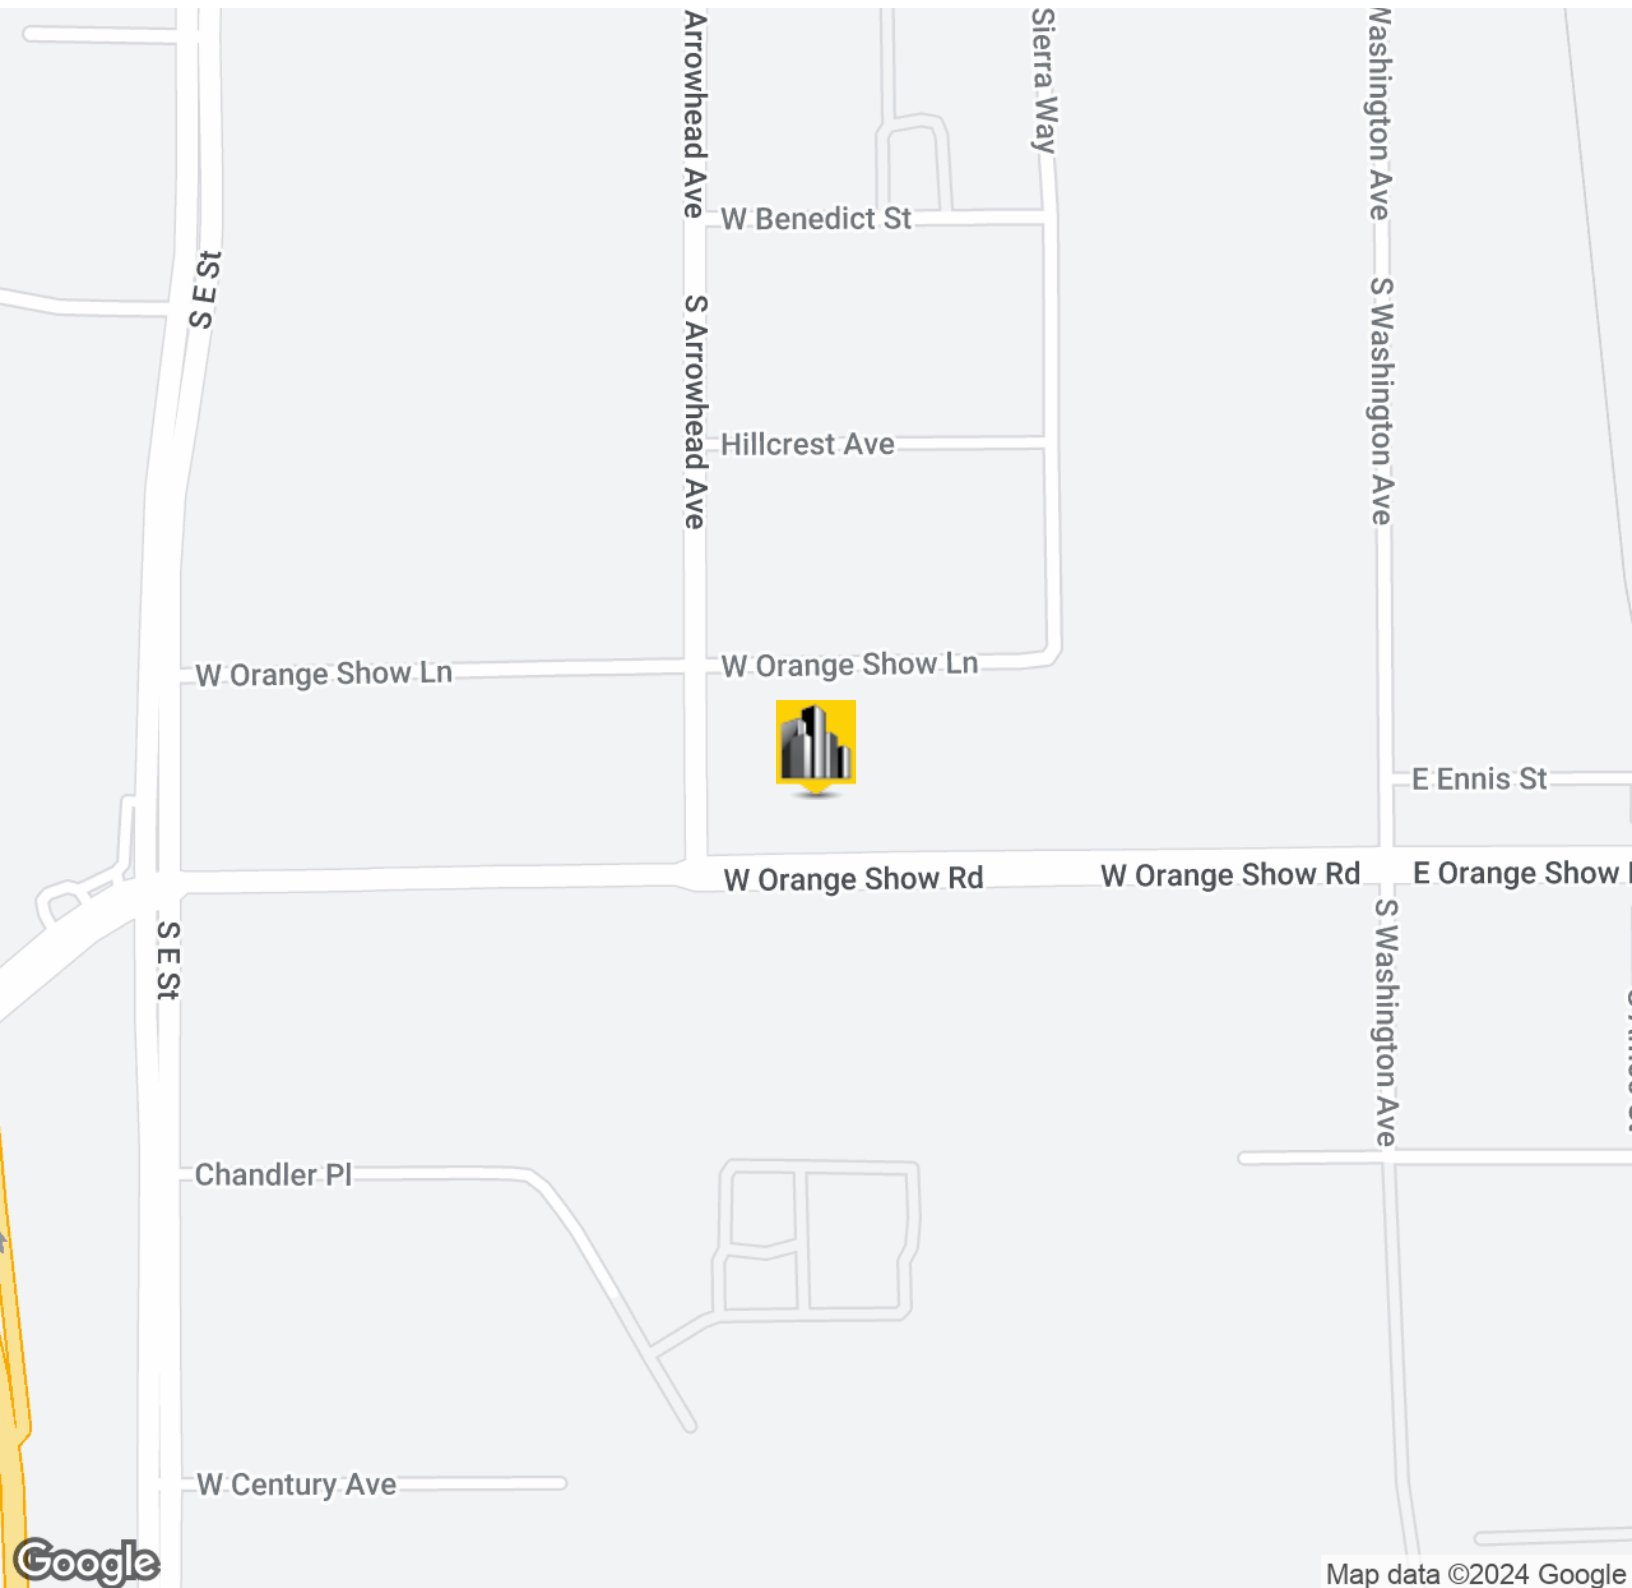 Arrowhead Ave
Sierra Way
Washington Ave
W Benedict St
S E St
S Arrowhead Ave
S Washington Ave
Hillcrest Ave
W Orange Show Ln
W Orange Show Ln
E Ennis St
W Orange Show Rd
W Orange Show Rd
E Orange Show
S E St
S Washington Ave
Chandler Pl
W Century Ave
Google
Map data ©2024 Google